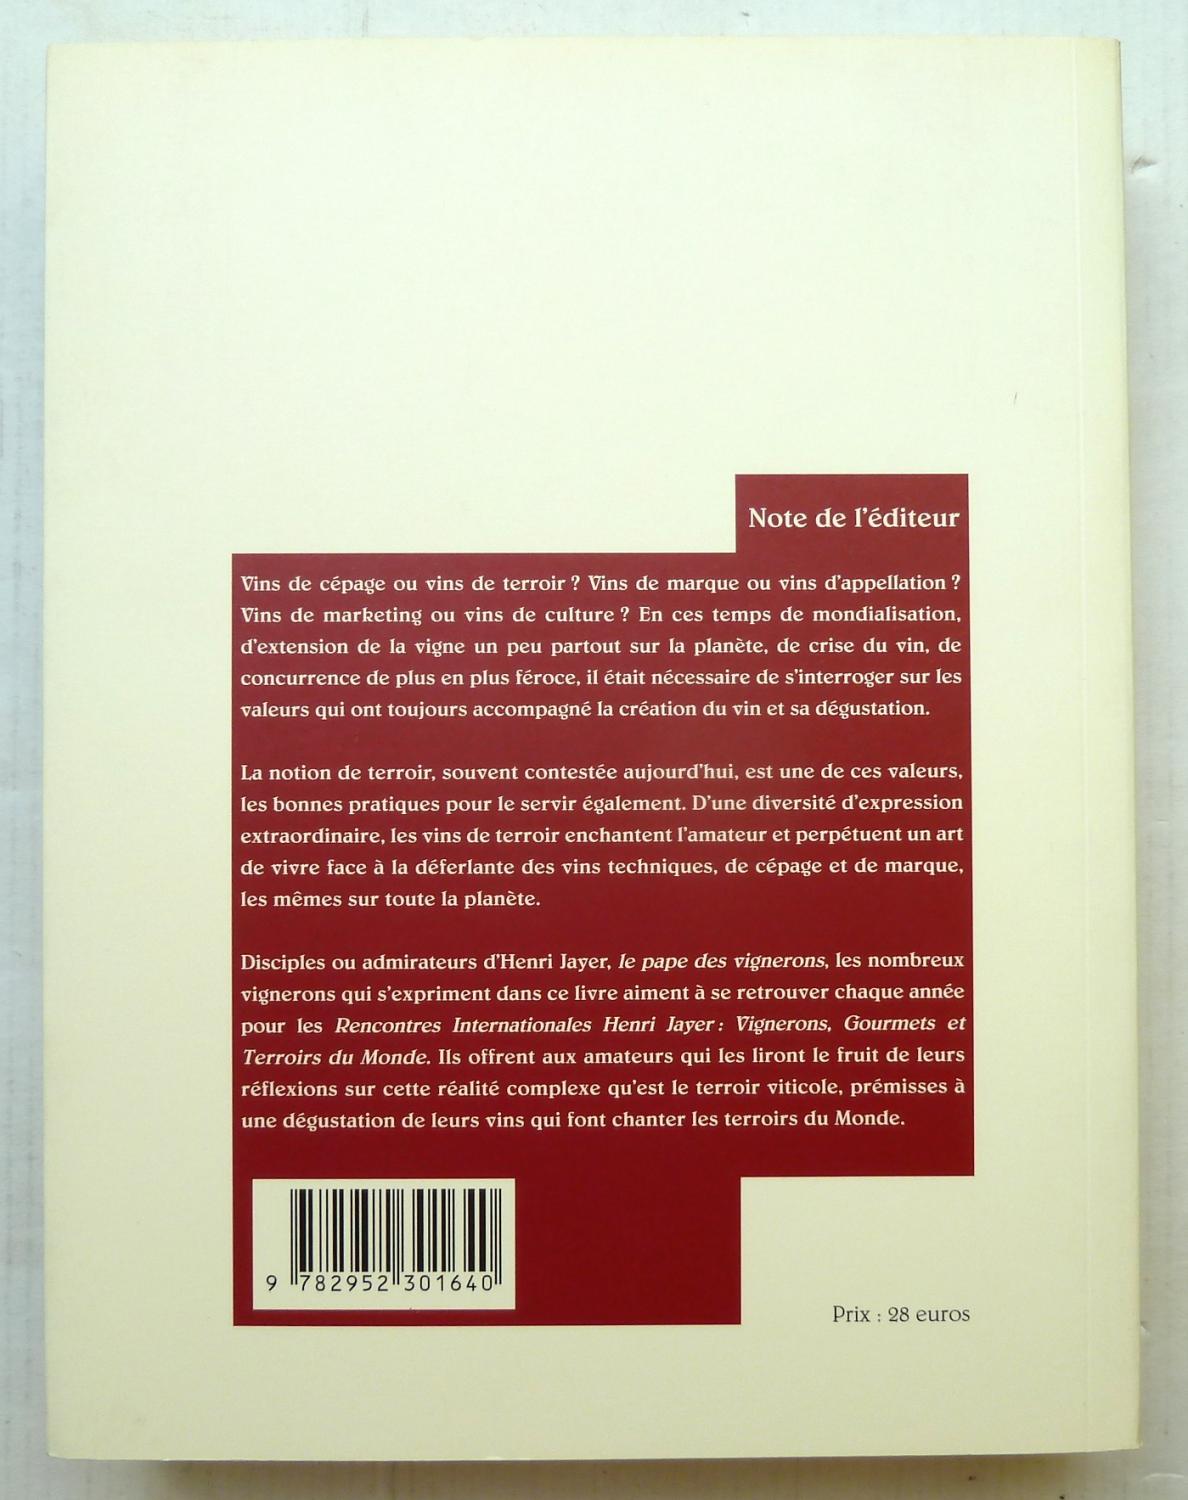 Note de l'éditeur
Vins de cépage ou vins de terroir ? Vins de marque ou vins d'appellation ?
Vins de marketing ou vins de culture ? En ces temps de mondialisation,
d'extension de la vigne un peu partout sur la planète, de crise du vin, de
concurrence de plus en plus féroce, il était nécessaire de s'interroger sur les
valeurs qui ont toujours accompagné la création du vin et sa dégustation.
La notion de terroir, souvent contestée aujourd'hui, est une de ces valeurs,
les bonnes pratiques pour le servir également. D'une diversité d'expression
extraordinaire, les vins de terroir enchantent l'amateur et perpétuent un art
de vivre face à la déferlante des vins techniques, de cépage et de marque,
les mêmes sur toute la planète.
Disciples ou admirateurs d'Henri Jayer, le pape des vignerons, les nombreux
vignerons qui s'expriment dans ce livre aiment à se retrouver chaque année
pour les Rencontres Internationales Henri Jayer : Vignerons, Gourmets et
Terroirs du Monde. Ils offrent aux amateurs qui les liront le fruit de leurs
réflexions sur cette réalité complexe qu'est le terroir viticole, prémisses à
une dégustation de leurs vins qui font chanter les terroirs du Monde.
9 782952 301640
Prix : 28 euros